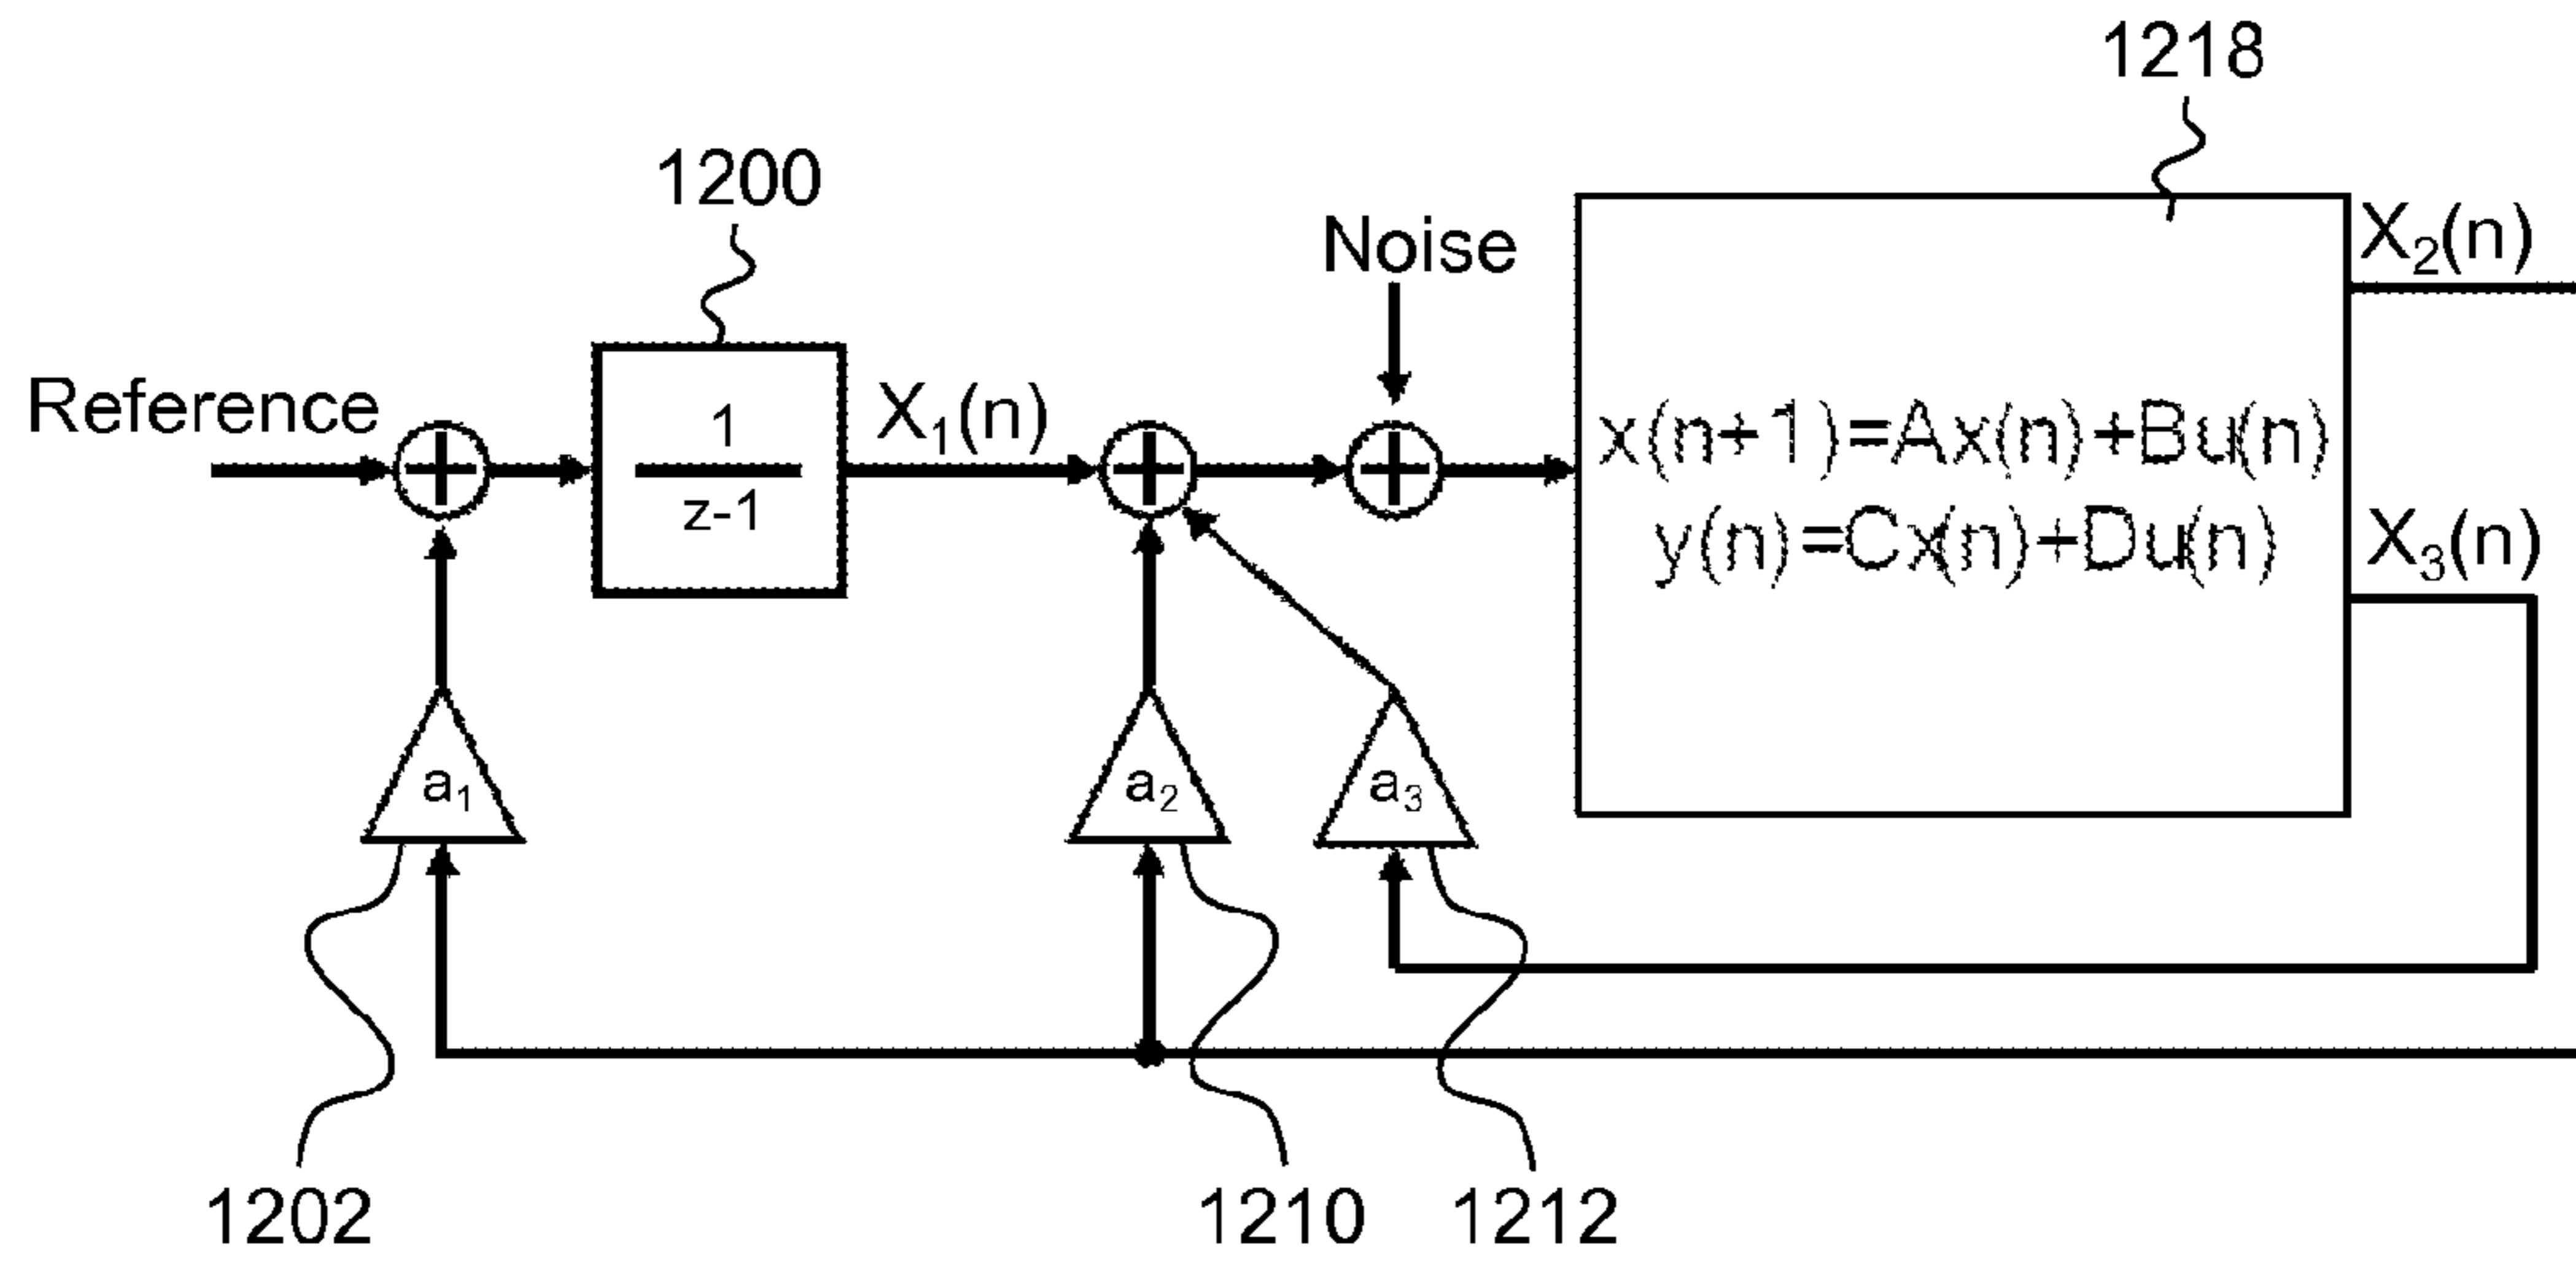 1218
1200
Noise
X₂(n)
Reference
1
z-1
X₁(n)
x(n+1)=Ax(n)+Bu(n)
y(n)=Cx(n)+Du(n)
X₃(n)
a₁
a₂
a₃
1202
1210
1212